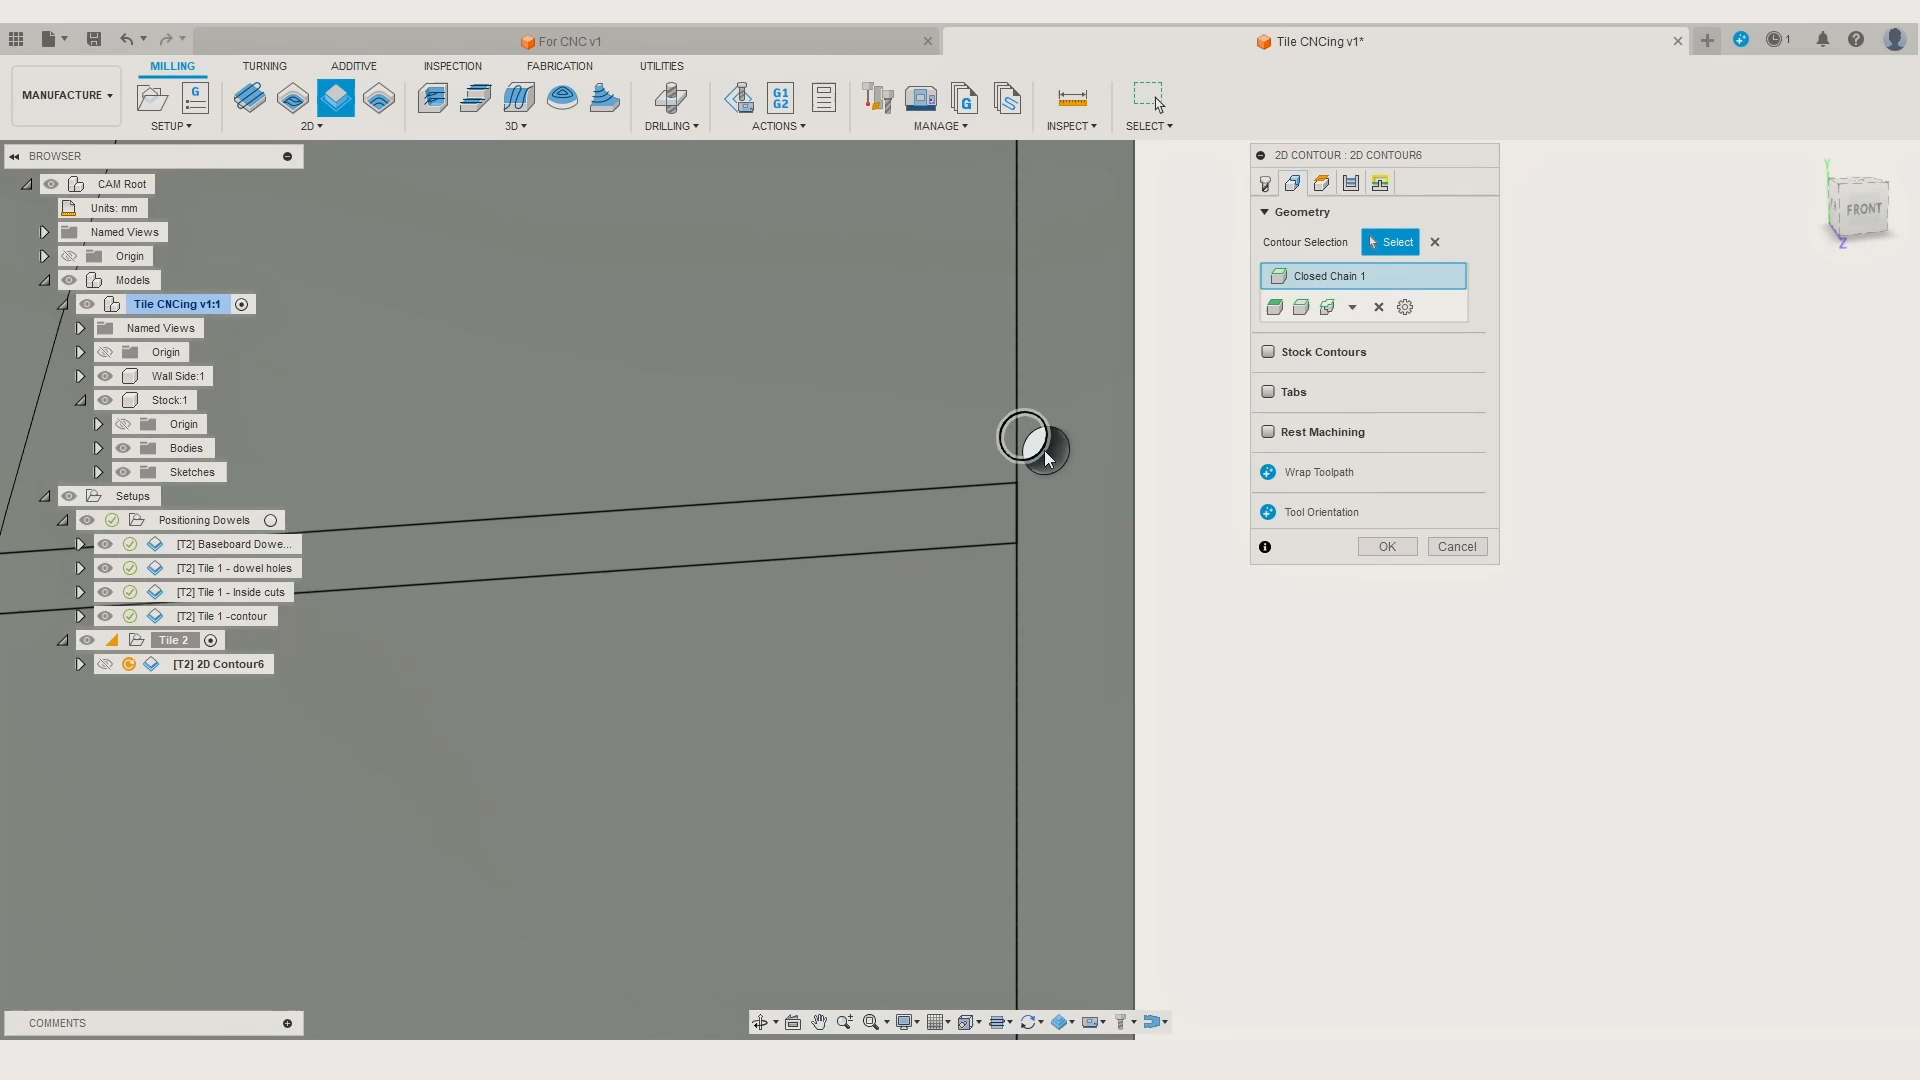 For CNC v1
Tile CNCing v1*
1
MANUFACTURE
MILLING
TURNING
ADDITIVE
INSPECTION
FABRICATION
UTILITIES
G
G1
G2
G
SETUP
2D
3D
DRILLING
ACTIONS
MANAGE
INSPECT
SELECT
BROWSER
CAM Root
Units: mm
Named Views
Origin
Models
Tile CNCing v1:1
Named Views
Origin
Wall Side:1
Stock:1
Origin
Bodies
Sketches
Setups
Positioning Dowels
[T2] Baseboard Dowe...
[T2] Tile 1 - dowel holes
[T2] Tile 1 - Inside cuts
[T2] Tile 1 -contour
Tile 2
[T2] 2D Contour6
COMMENTS
2D CONTOUR : 2D CONTOUR6
Geometry
Contour Selection
Select
Closed Chain 1
Stock Contours
Tabs
Rest Machining
Wrap Toolpath
Tool Orientation
OK
Cancel
Y
FRONT
Z